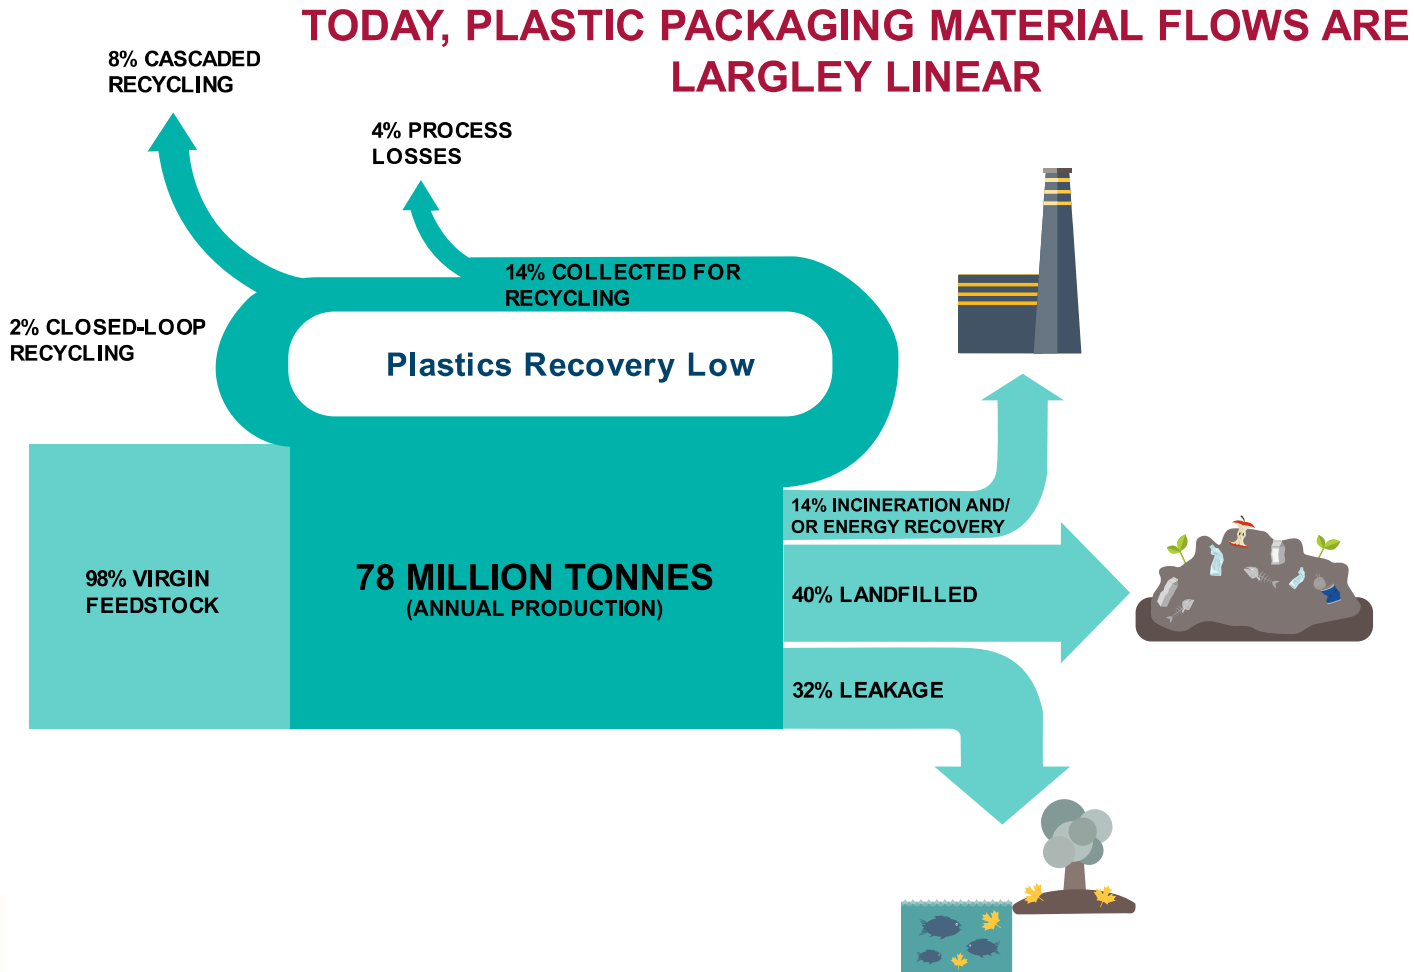 TODAY, PLASTIC PACKAGING MATERIAL FLOWS ARE
LARGLEY LINEAR
8% CASCADED
RECYCLING
4% PROCESS
LOSSES
14% COLLECTED FOR
RECYCLING
2% CLOSED-LOOP
RECYCLING
Plastics Recovery Low
14% INCINERATION AND/
OR ENERGY RECOVERY
98% VIRGIN
FEEDSTOCK
78 MILLION TONNES
(ANNUAL PRODUCTION)
40% LANDFILLED
32% LEAKAGE